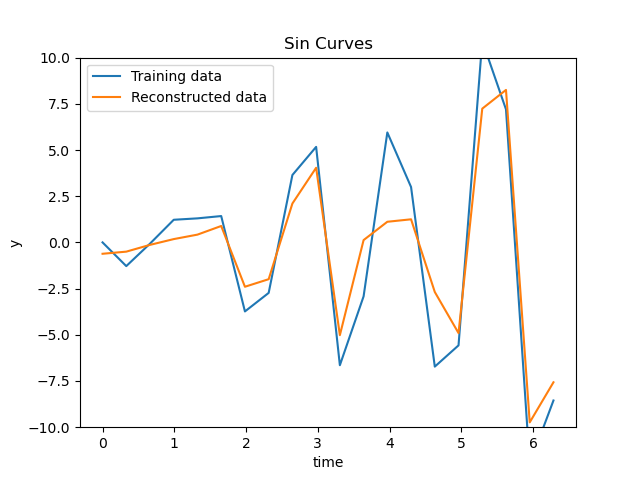 Sin Curves
Training data
Reconstructed data
10.0
7.5
5.0
2.5
0.0
−2.5
−5.0
−7.5
−10.0
y
0 1 2 3 4 5 6
time